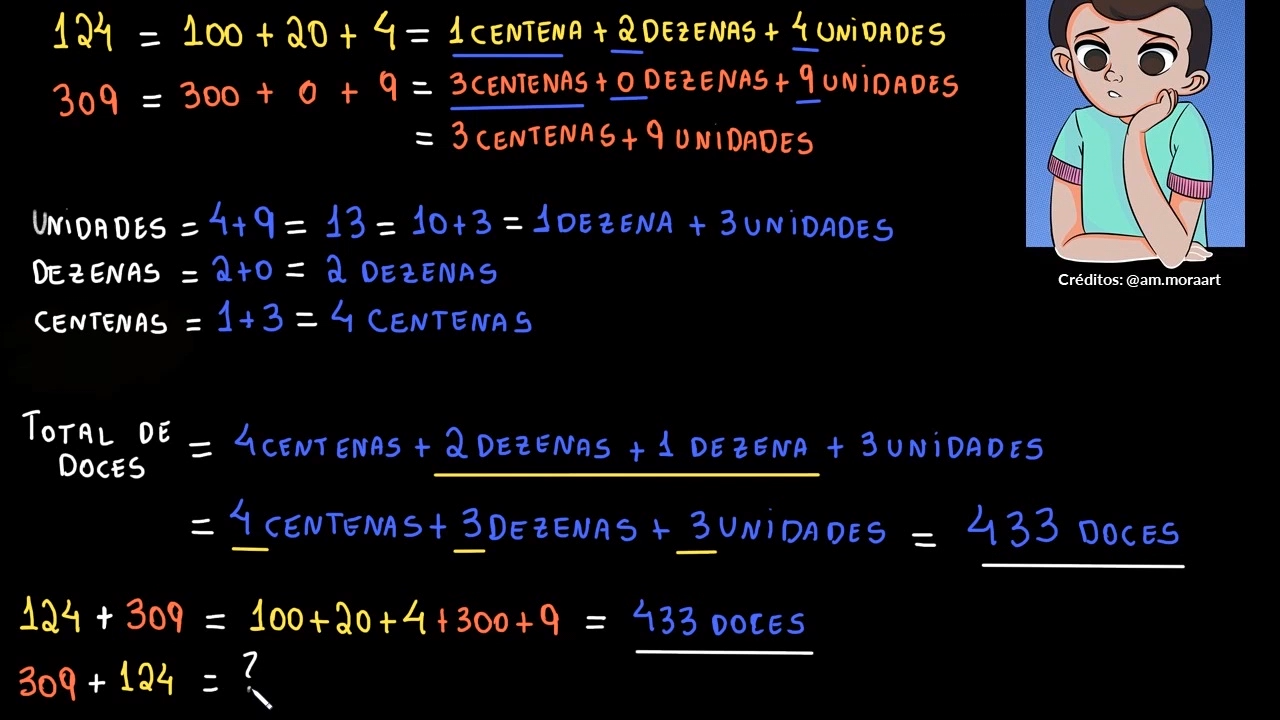 124 = 100 + 20 + 4 = 1 CENTENA + 2 DEZENAS + 4 UNIDADES
309 = 300 + 0 + 9 = 3 CENTENAS + 0 DEZENAS + 9 UNIDADES
= 3 CENTENAS + 9 UNIDADES
Créditos: @am.moraart
UNIDADES = 4+9 = 13 = 10+3 = 1 DEZENA + 3 UNIDADES
DEZENAS = 2+0 = 2 DEZENAS
CENTENAS = 1+3 = 4 CENTENAS
TOTAL DE DOCES = 4 CENTENAS + 2 DEZENAS + 1 DEZENA + 3 UNIDADES
= 4 CENTENAS + 3 DEZENAS + 3 UNIDADES = 433 DOCES
124 + 309 = 100+20+4+300+9 = 433 DOCES
309 + 124 = ?